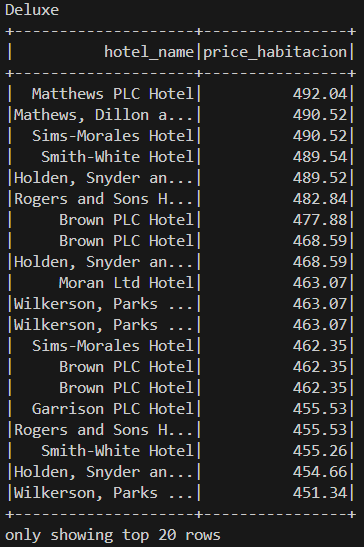 Deluxe
+--------------------+----------------+
|          hotel_name|price_habitacion|
+--------------------+----------------+
|  Matthews PLC Hotel|          492.04|
|Mathews, Dillon a...|          490.52|
|  Sims-Morales Hotel|          490.52|
|   Smith-White Hotel|          489.54|
|Holden, Snyder an...|          489.52|
|Rogers and Sons H...|          482.84|
|     Brown PLC Hotel|          477.88|
|     Brown PLC Hotel|          468.59|
|Holden, Snyder an...|          468.59|
|     Moran Ltd Hotel|          463.07|
|Wilkerson, Parks ...|          463.07|
|Wilkerson, Parks ...|          463.07|
|  Sims-Morales Hotel|          462.35|
|     Brown PLC Hotel|          462.35|
|     Brown PLC Hotel|          462.35|
|  Garrison PLC Hotel|          455.53|
|Rogers and Sons H...|          455.53|
|   Smith-White Hotel|          455.26|
|Holden, Snyder an...|          454.66|
|Wilkerson, Parks ...|          451.34|
+--------------------+----------------+
only showing top 20 rows